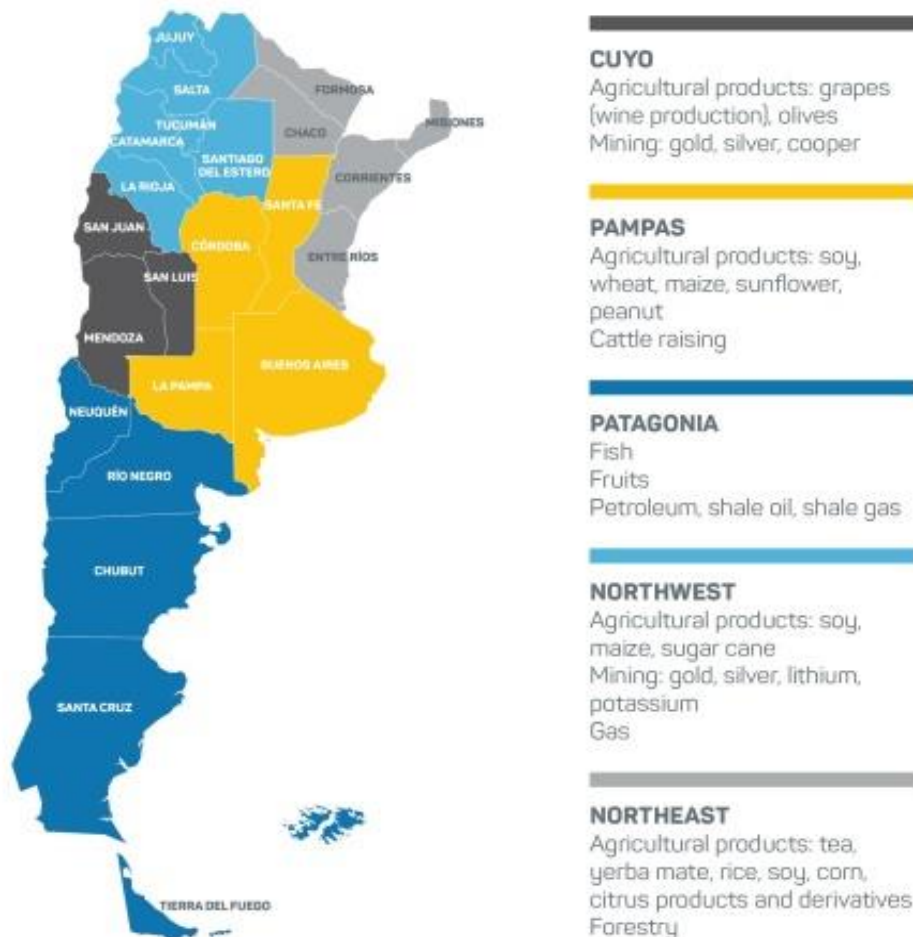 JUJUY
SALTA
FORMOSA
TUCUMÁN
CATAMARCA
CHACO
MISIONES
SANTIAGO
DEL ESTERO
LA RIOJA
CORRIENTES
SANTA FE
SAN JUAN
CÓRDOBA
ENTRE RÍOS
SAN LUIS
MENDOZA
BUENOS AIRES
LA PAMPA
NEUQUÉN
RÍO NEGRO
CHUBUT
SANTA CRUZ
TIERRA DEL FUEGO
CUYO
Agricultural products: grapes
(wine production), olives
Mining: gold, silver, cooper
PAMPAS
Agricultural products: soy,
wheat, maize, sunflower,
peanut
Cattle raising
PATAGONIA
Fish
Fruits
Petroleum, shale oil, shale gas
NORTHWEST
Agricultural products: soy,
maize, sugar cane
Mining: gold, silver, lithium,
potassium
Gas
NORTHEAST
Agricultural products: tea,
yerba mate, rice, soy, corn,
citrus products and derivatives
Forestry